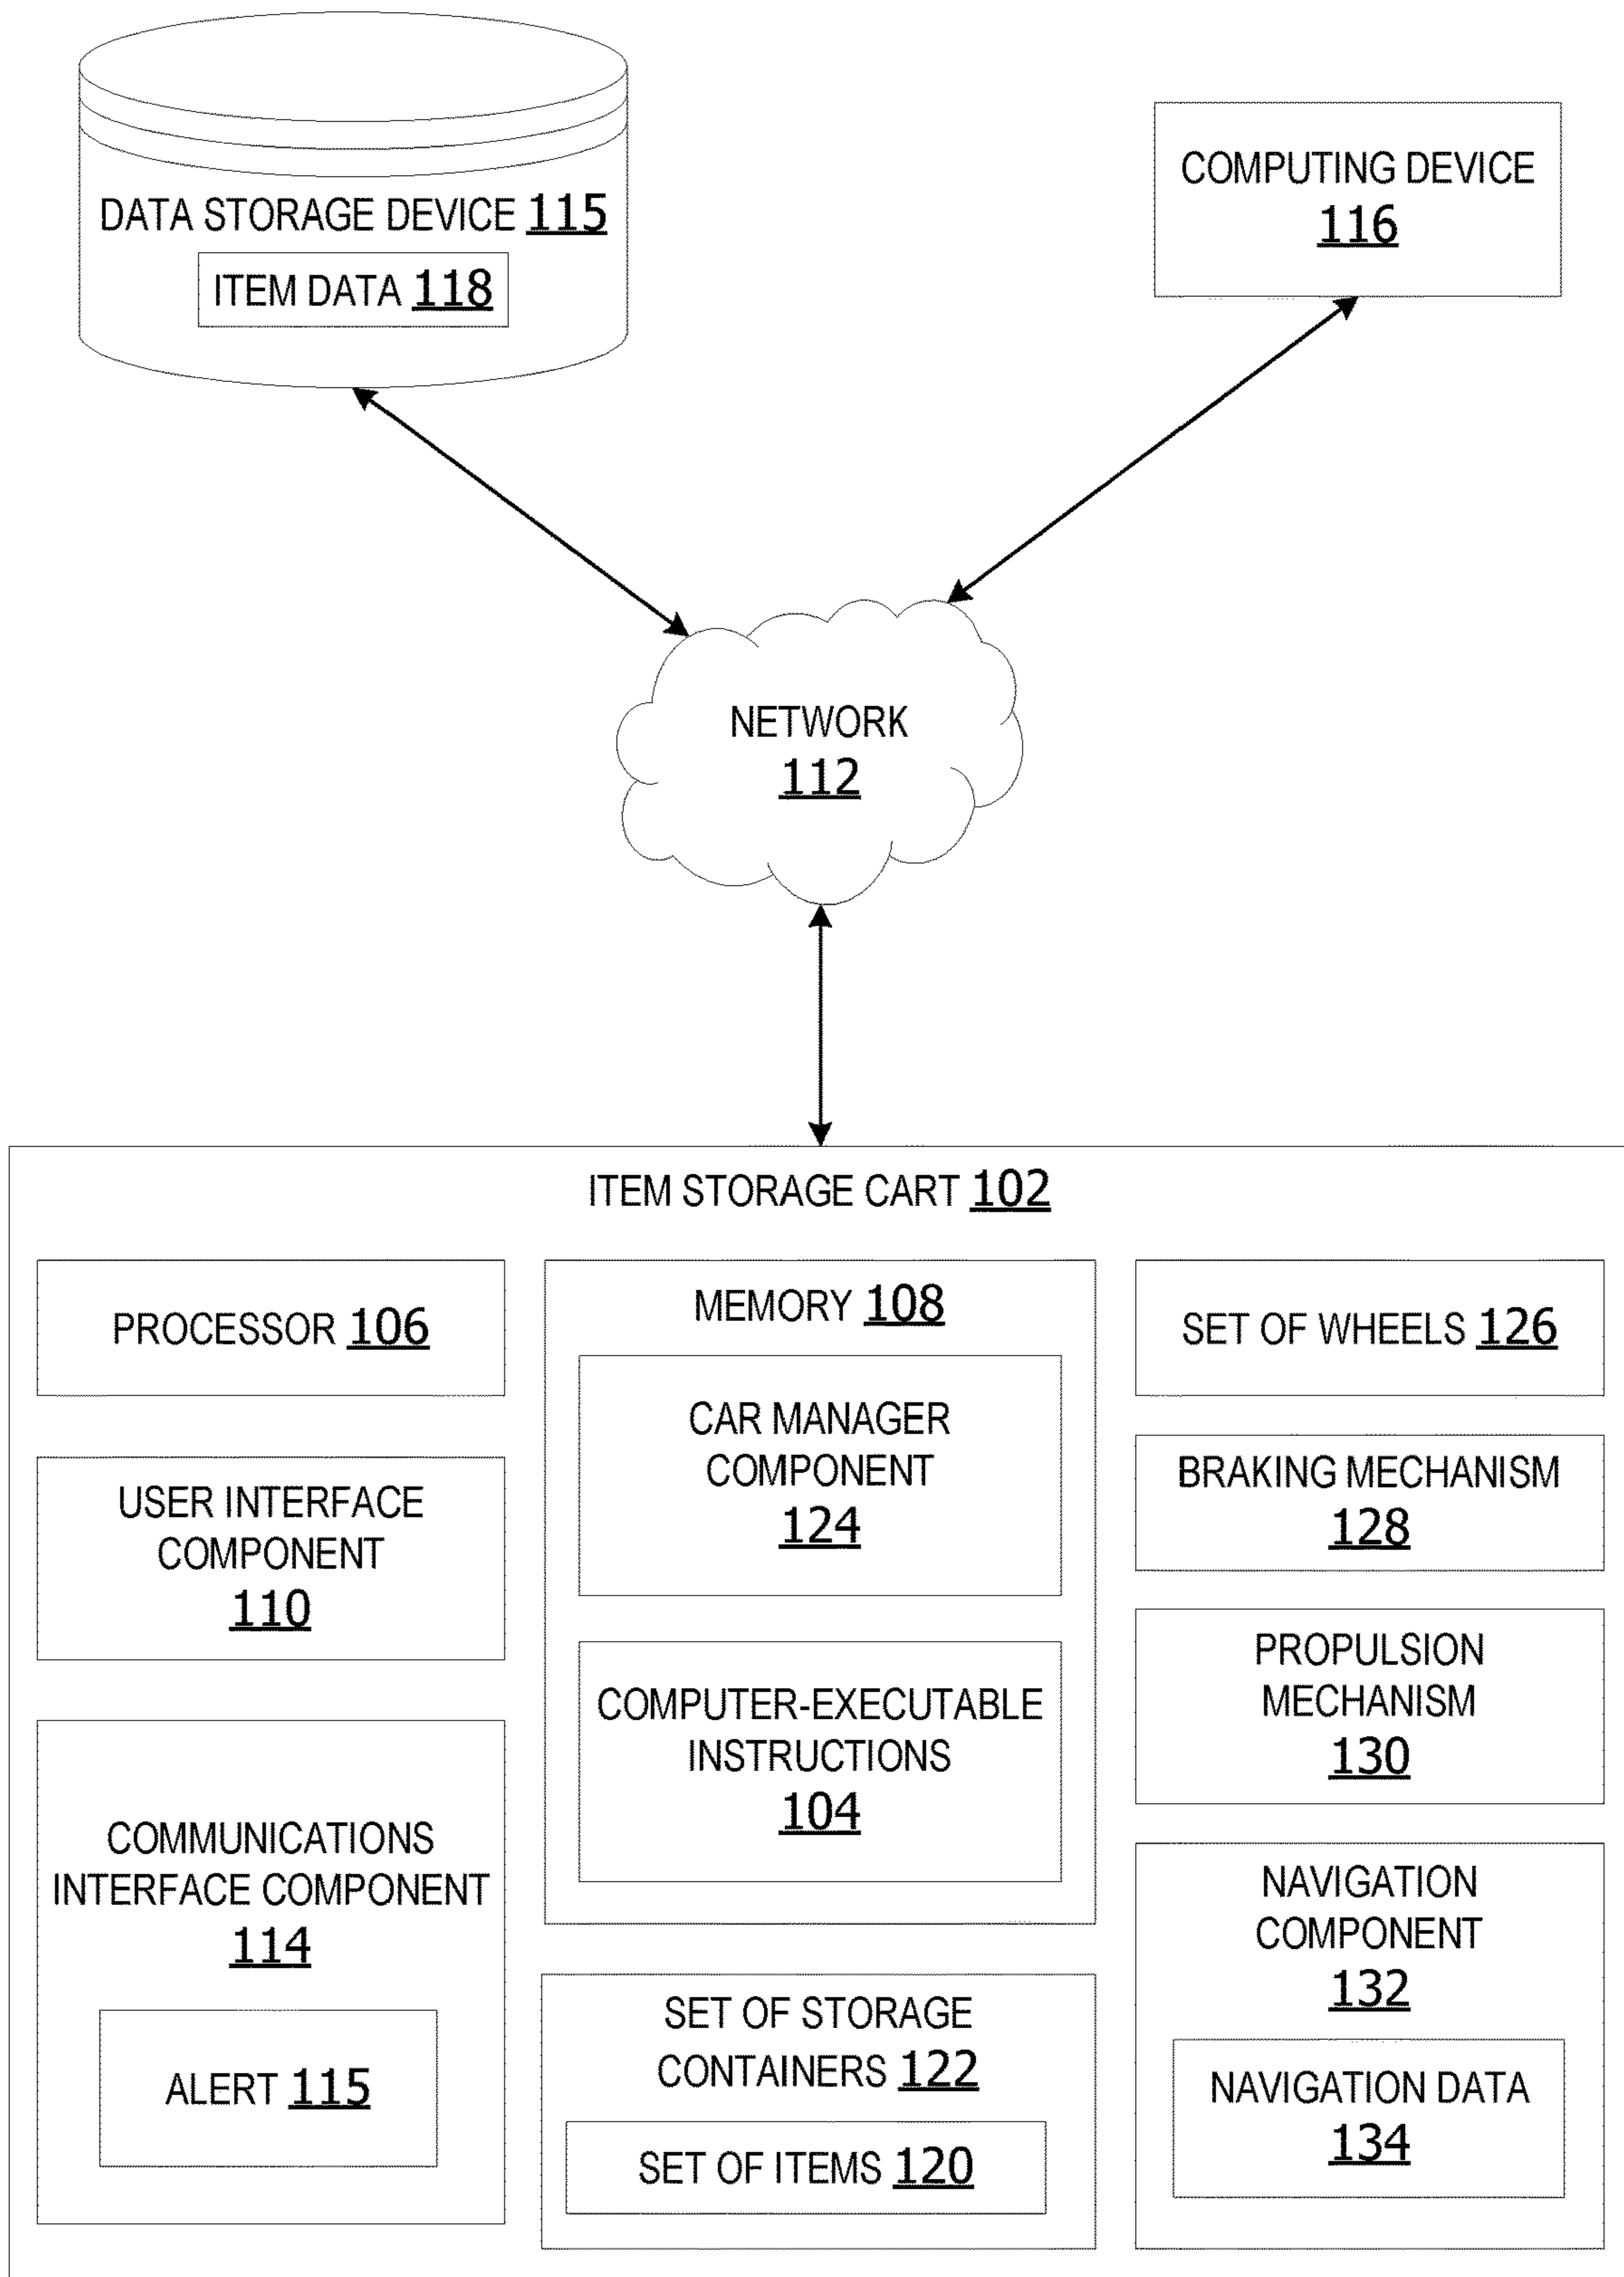 DATA STORAGE DEVICE 115
ITEM DATA 118
COMPUTING DEVICE
116
NETWORK
112
ITEM STORAGE CART 102
PROCESSOR 106
USER INTERFACE
COMPONENT
110
COMMUNICATIONS
INTERFACE COMPONENT
114
ALERT 115
MEMORY 108
CAR MANAGER
COMPONENT
124
COMPUTER-EXECUTABLE
INSTRUCTIONS
104
SET OF STORAGE
CONTAINERS 122
SET OF ITEMS 120
SET OF WHEELS 126
BRAKING MECHANISM
128
PROPULSION
MECHANISM
130
NAVIGATION
COMPONENT
132
NAVIGATION DATA
134